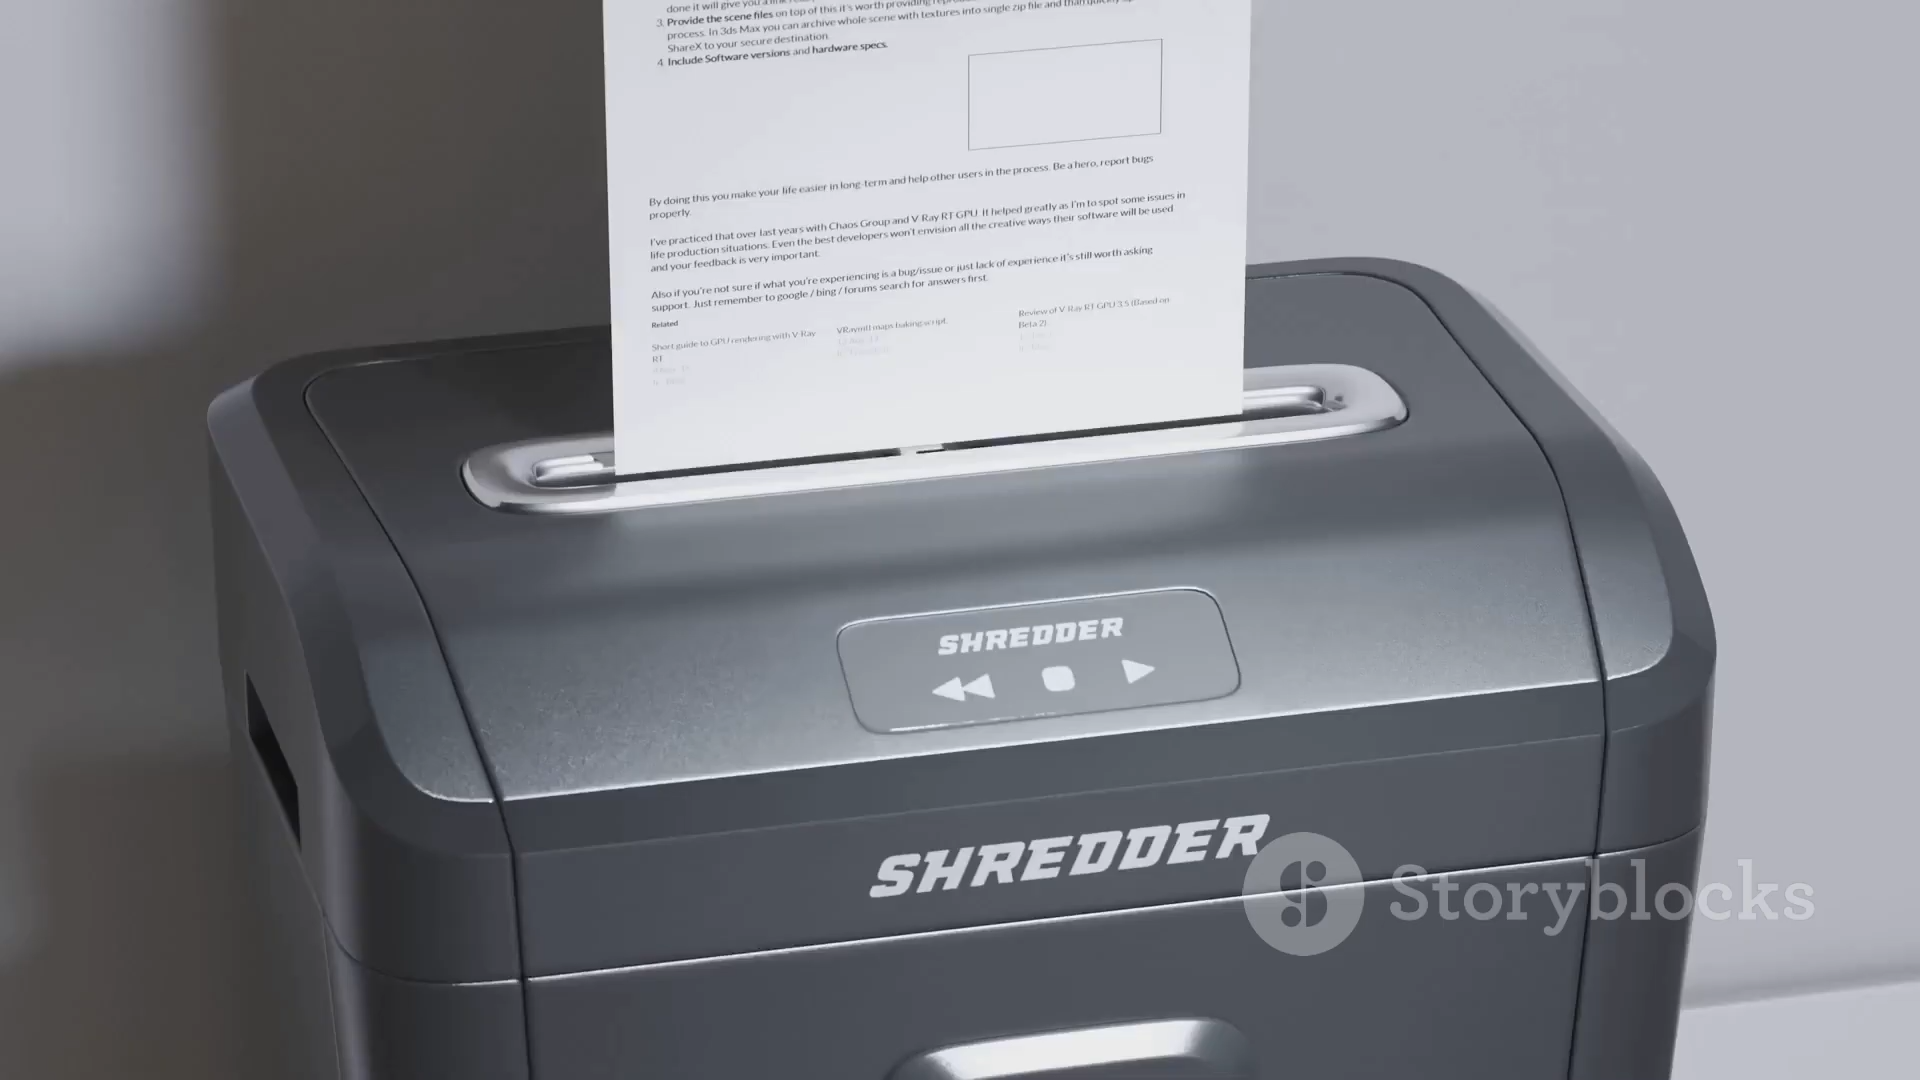 done it will give you a link
3. Provide the scene files on top of this it's worth providing
process. In 3ds Max you can archive whole scene with textures into single zip file and than quickly
ShareX to your secure destination.
4. Include Software versions and hardware specs.
By doing this you make your life easier in long-term and help other users in the process. Be a hero, report bugs
properly.
I've practiced that over last years with Chaos Group and V-Ray RT GPU. It helped greatly as I'm to spot some issues in
life production situations. Even the best developers won't envision all the creative ways their software will be used
and your feedback is very important.
Also if you're not sure if what you're experiencing is a bug/issue or just lack of experience it's still worth asking
support. Just remember to google / bing / forums search for answers first.
Related
Short guide to GPU rendering with V-Ray
RT
VRaymtl maps baking script.
Review of V-Ray RT GPU 3.5 (Based on
Beta 2)
SHREDDER
SHREDDER
Storyblocks